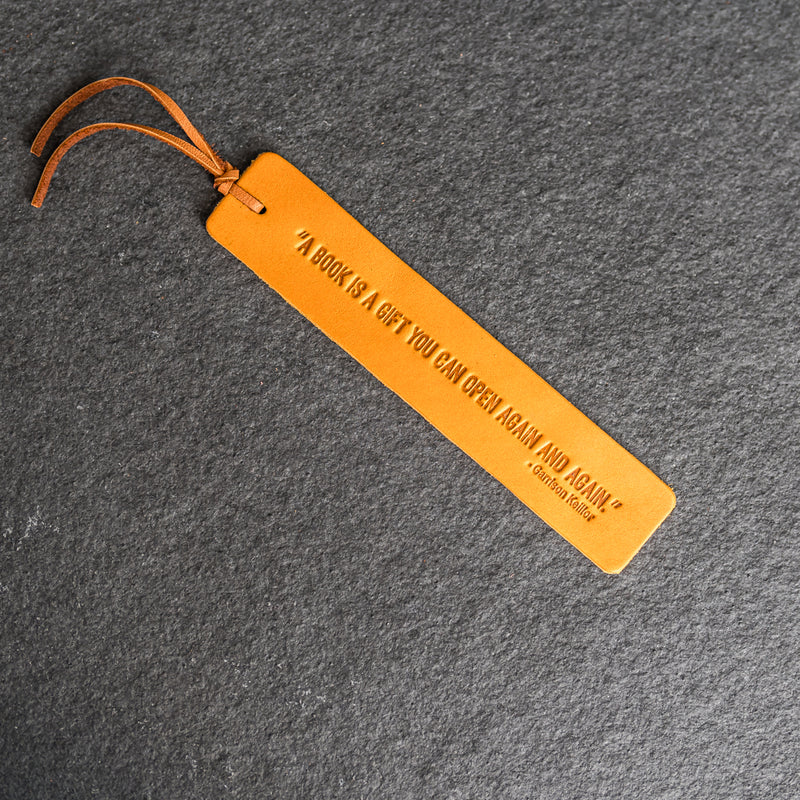 "A BOOK IS A GIFT YOU CAN OPEN AGAIN AND AGAIN."
- Garrison Keillor